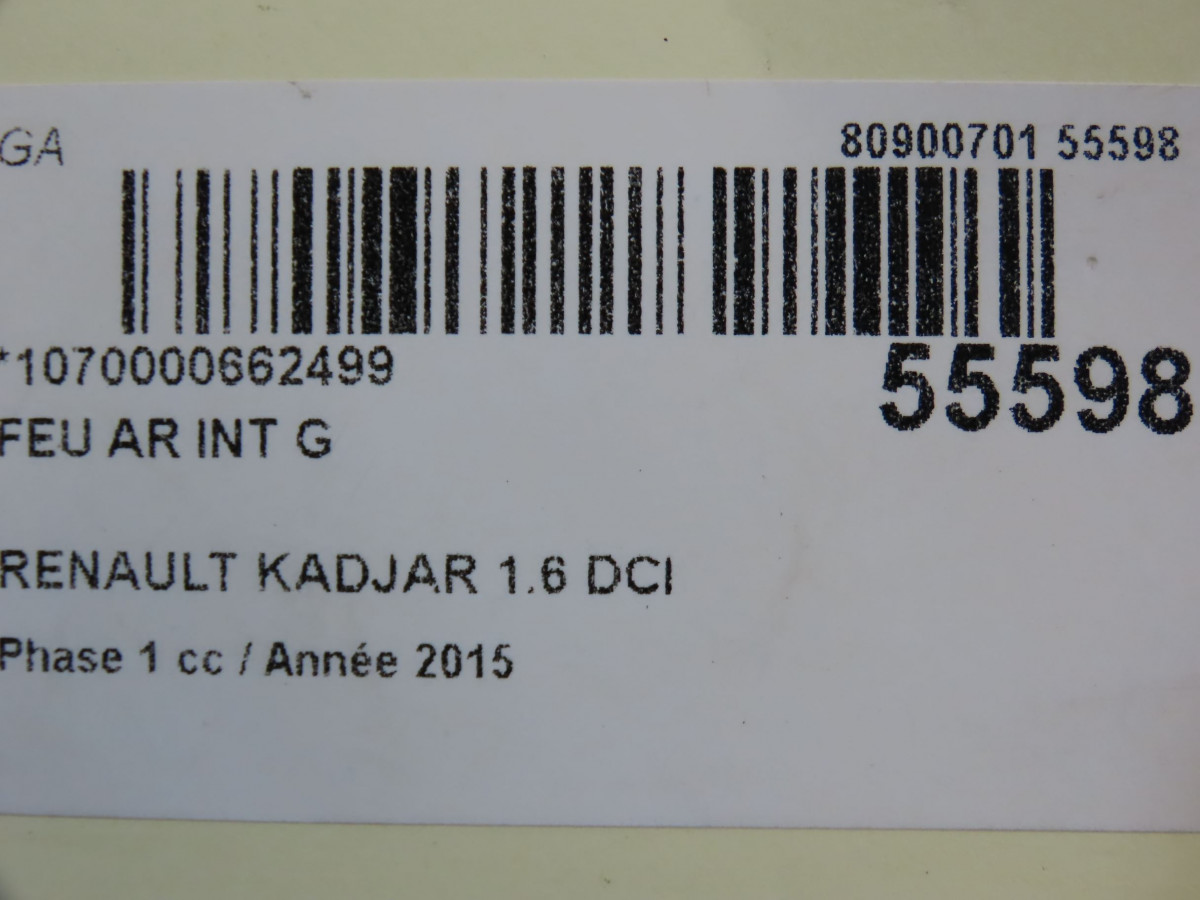 GA
80900701 55598
*1070000662499
55598
FEU AR INT G
RENAULT KADJAR 1.6 DCI
Phase 1 cc / Année 2015